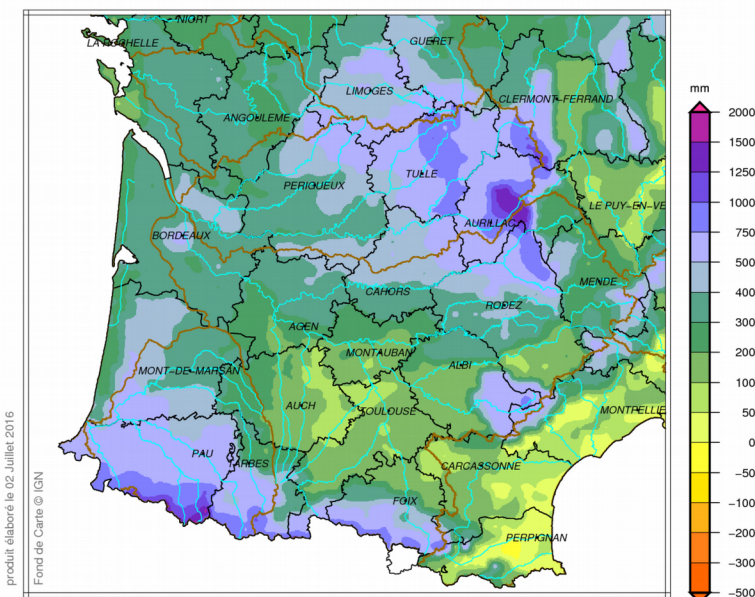 NIORT
LA ROCHELLE
GUERET
LIMOGES
CLERMONT-FERRAND
ANGOULEME
PERIGUEUX
TULLE
LE PUY-EN-VE
AURILLAC
BORDEAUX
MENDE
CAHORS
RODEZ
AGEN
MONTAUBAN
ALBI
MONT-DE-MARSAN
AUCH
TOULOUSE
MONTPELLIE
PAU
TARBES
CARCASSONNE
FOIX
PERPIGNAN
mm
2000
1500
1250
1000
750
500
400
300
200
100
50
0
-50
-100
-200
-300
-500
produit élaboré le 02 Juillet 2016
Fond de Carte © IGN